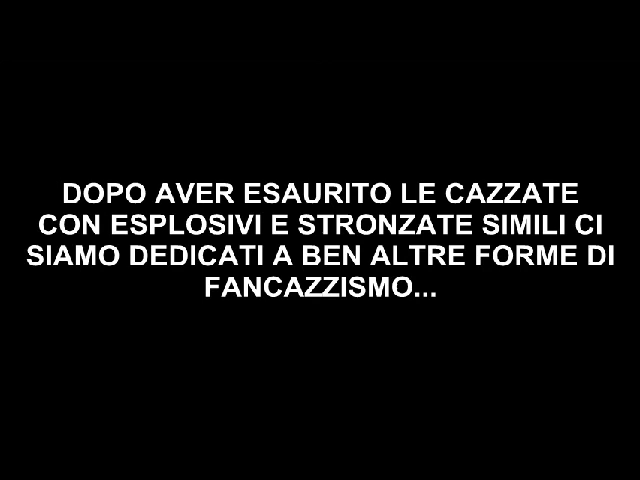 DOPO AVER ESAURITO LE CAZZATE
CON ESPLOSIVI E STRONZATE SIMILI CI
SIAMO DEDICATI A BEN ALTRE FORME DI
FANCAZZISMO...